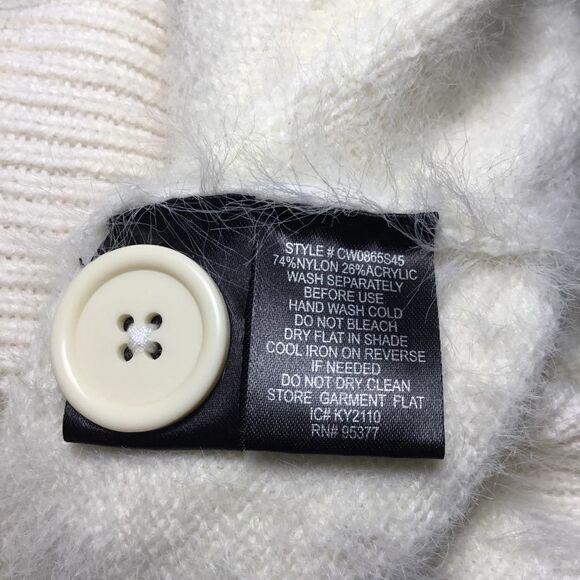 STYLE # CW0865S45
74%NYLON 26%ACRYLIC
WASH SEPARATELY
BEFORE USE
HAND WASH COLD
DO NOT BLEACH
DRY FLAT IN SHADE
COOL IRON ON REVERSE
IF NEEDED
DO NOT DRY CLEAN
STORE GARMENT FLAT
IC# KY2110
RN# 95377